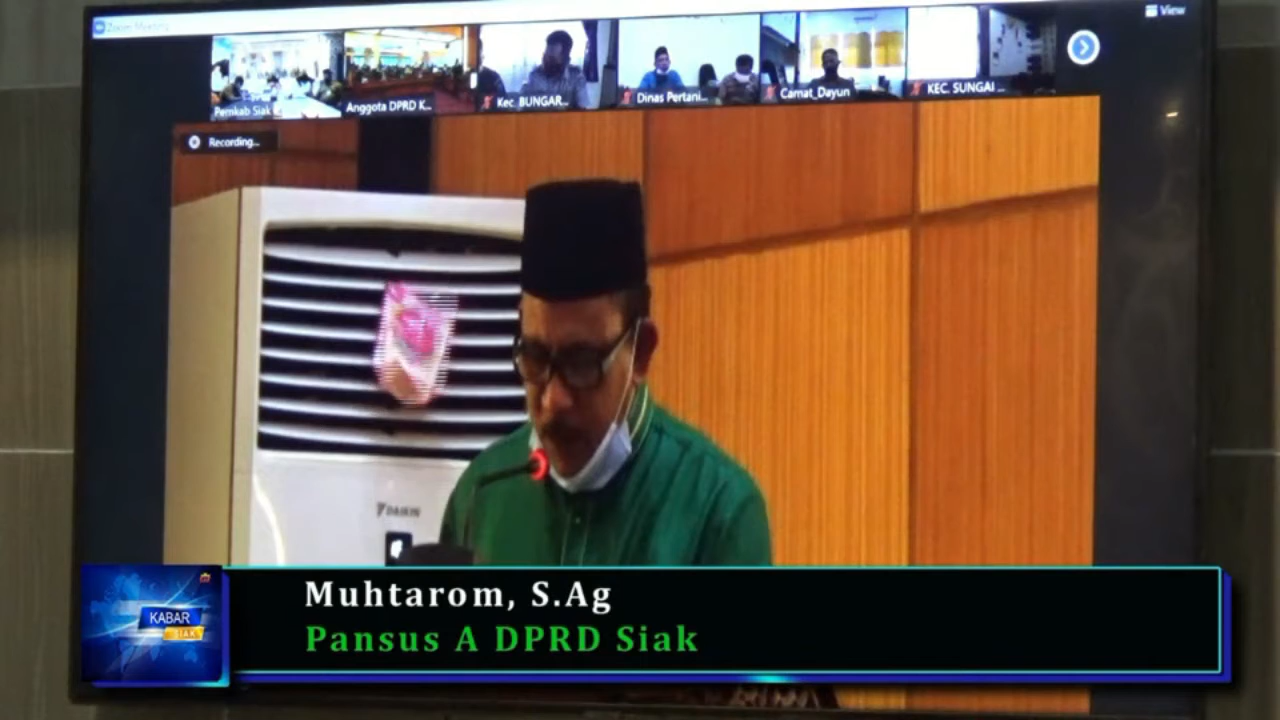 Zoom Meeting
View
Pemkab Siak
Anggota DPRD K...
Kec. BUNGAR...
Dinas Pertani...
Camat_Dayun
KEC. SUNGAI ...
Recording...
DAIKIN
Muhtarom, S.Ag
Pansus A DPRD Siak
KABAR
SIAK